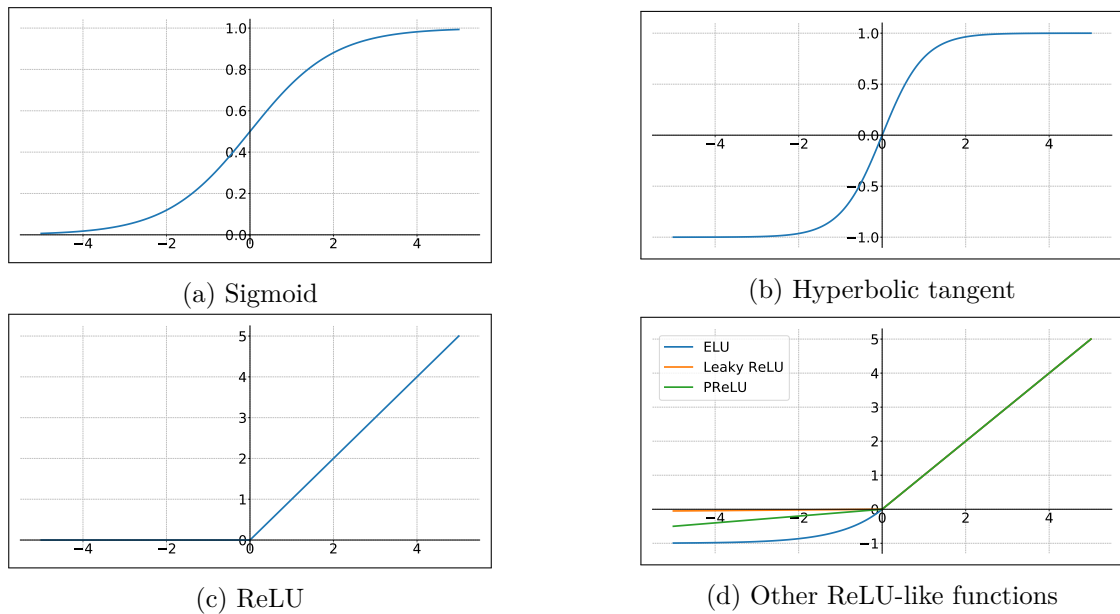 1.0
0.8
0.6
0.4
0.2
0.0
−4 −2 0 2 4
(a) Sigmoid
1.0
0.5
0.0
−4 −2 0 2 4
−0.5
−1.0
(b) Hyperbolic tangent
5
4
3
2
1
0
−4 −2 0 2 4
(c) ReLU
ELU
Leaky ReLU
PReLU
5
4
3
2
1
0
−4 −2 0 2 4
−1
(d) Other ReLU-like functions